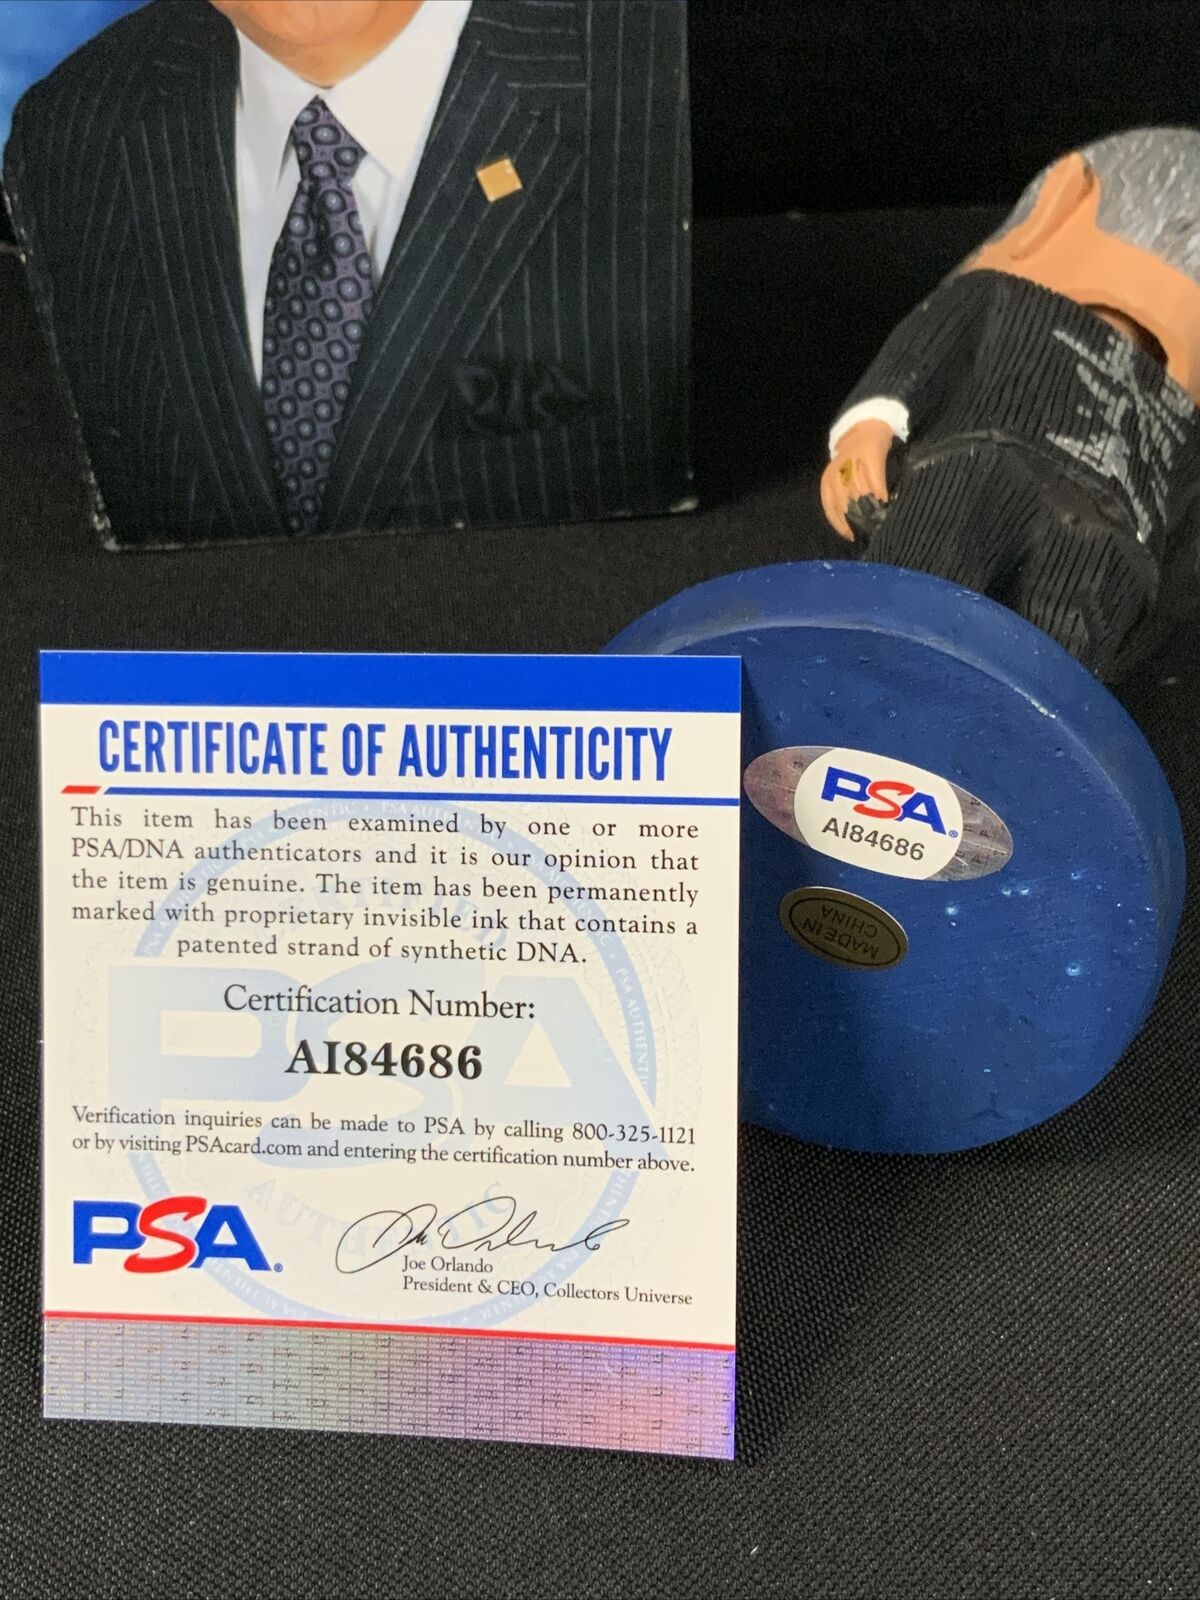 CERTIFICATE OF AUTHENTICITY
This item has been examined by one or more
PSA/DNA authenticators and it is our opinion that
the item is genuine. The item has been permanently
marked with proprietary invisible ink that contains a
patented strand of synthetic DNA.
Certification Number:
AI84686
Verification inquiries can be made to PSA by calling 800-325-1121
or by visiting PSAcard.com and entering the certification number above.
PSA®
Joe Orlando
President & CEO, Collectors Universe
PSA®
AI84686
MADE IN
CHINA